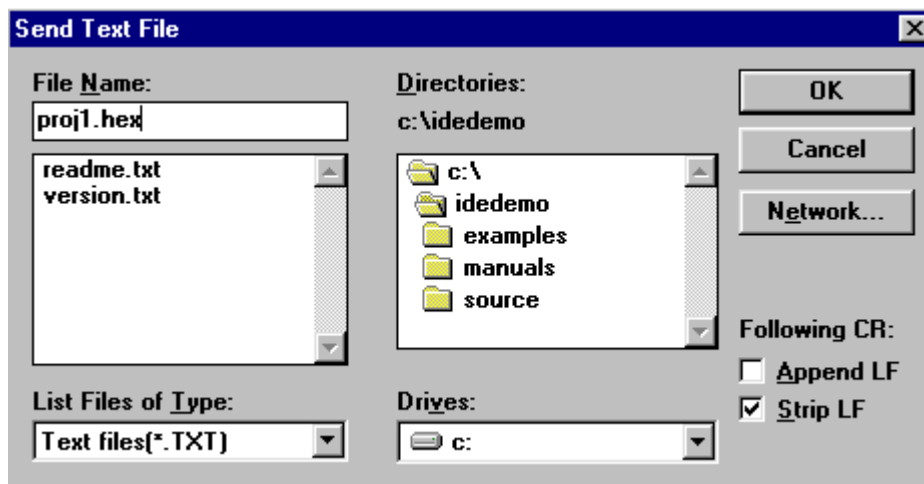 Send Text File
File Name:
proj1.hex
readme.txt
version.txt
List Files of Type:
Text files(*.TXT)
Directories:
c:\idedemo
c:\
idedemo
examples
manuals
source
Drives:
c:
OK
Cancel
Network...
Following CR:
Append LF
Strip LF